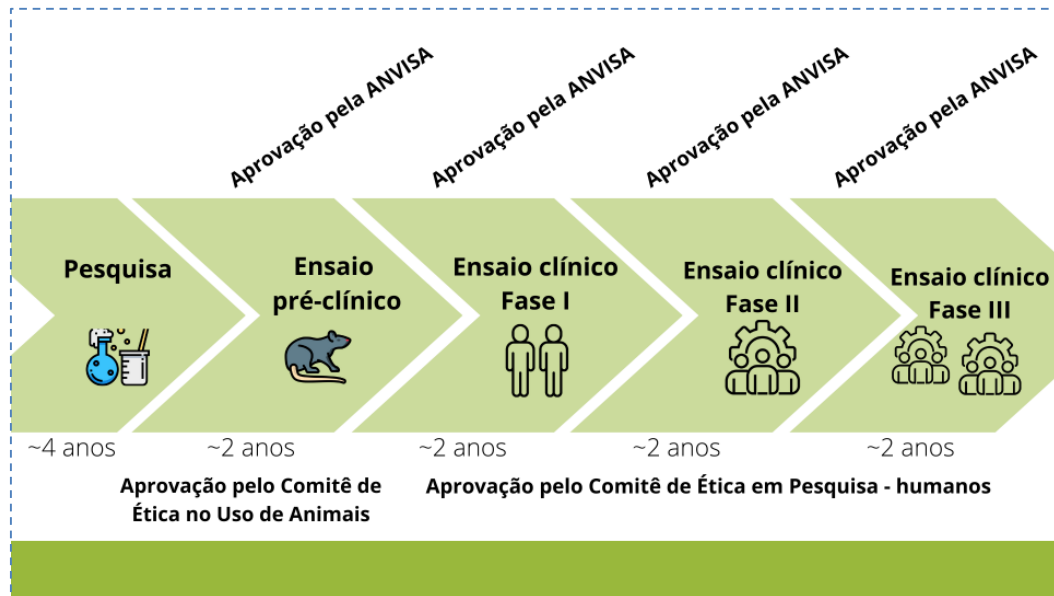 Aprovação pela ANVISA
Aprovação pela ANVISA
Aprovação pela ANVISA
Aprovação pela ANVISA
Pesquisa
Ensaio
pré-clínico
Ensaio clínico
Fase I
Ensaio clínico
Fase II
Ensaio clínico
Fase III
~4 anos
~2 anos
~2 anos
~2 anos
~2 anos
Aprovação pelo Comitê de
Ética no Uso de Animais
Aprovação pelo Comitê de Ética em Pesquisa - humanos